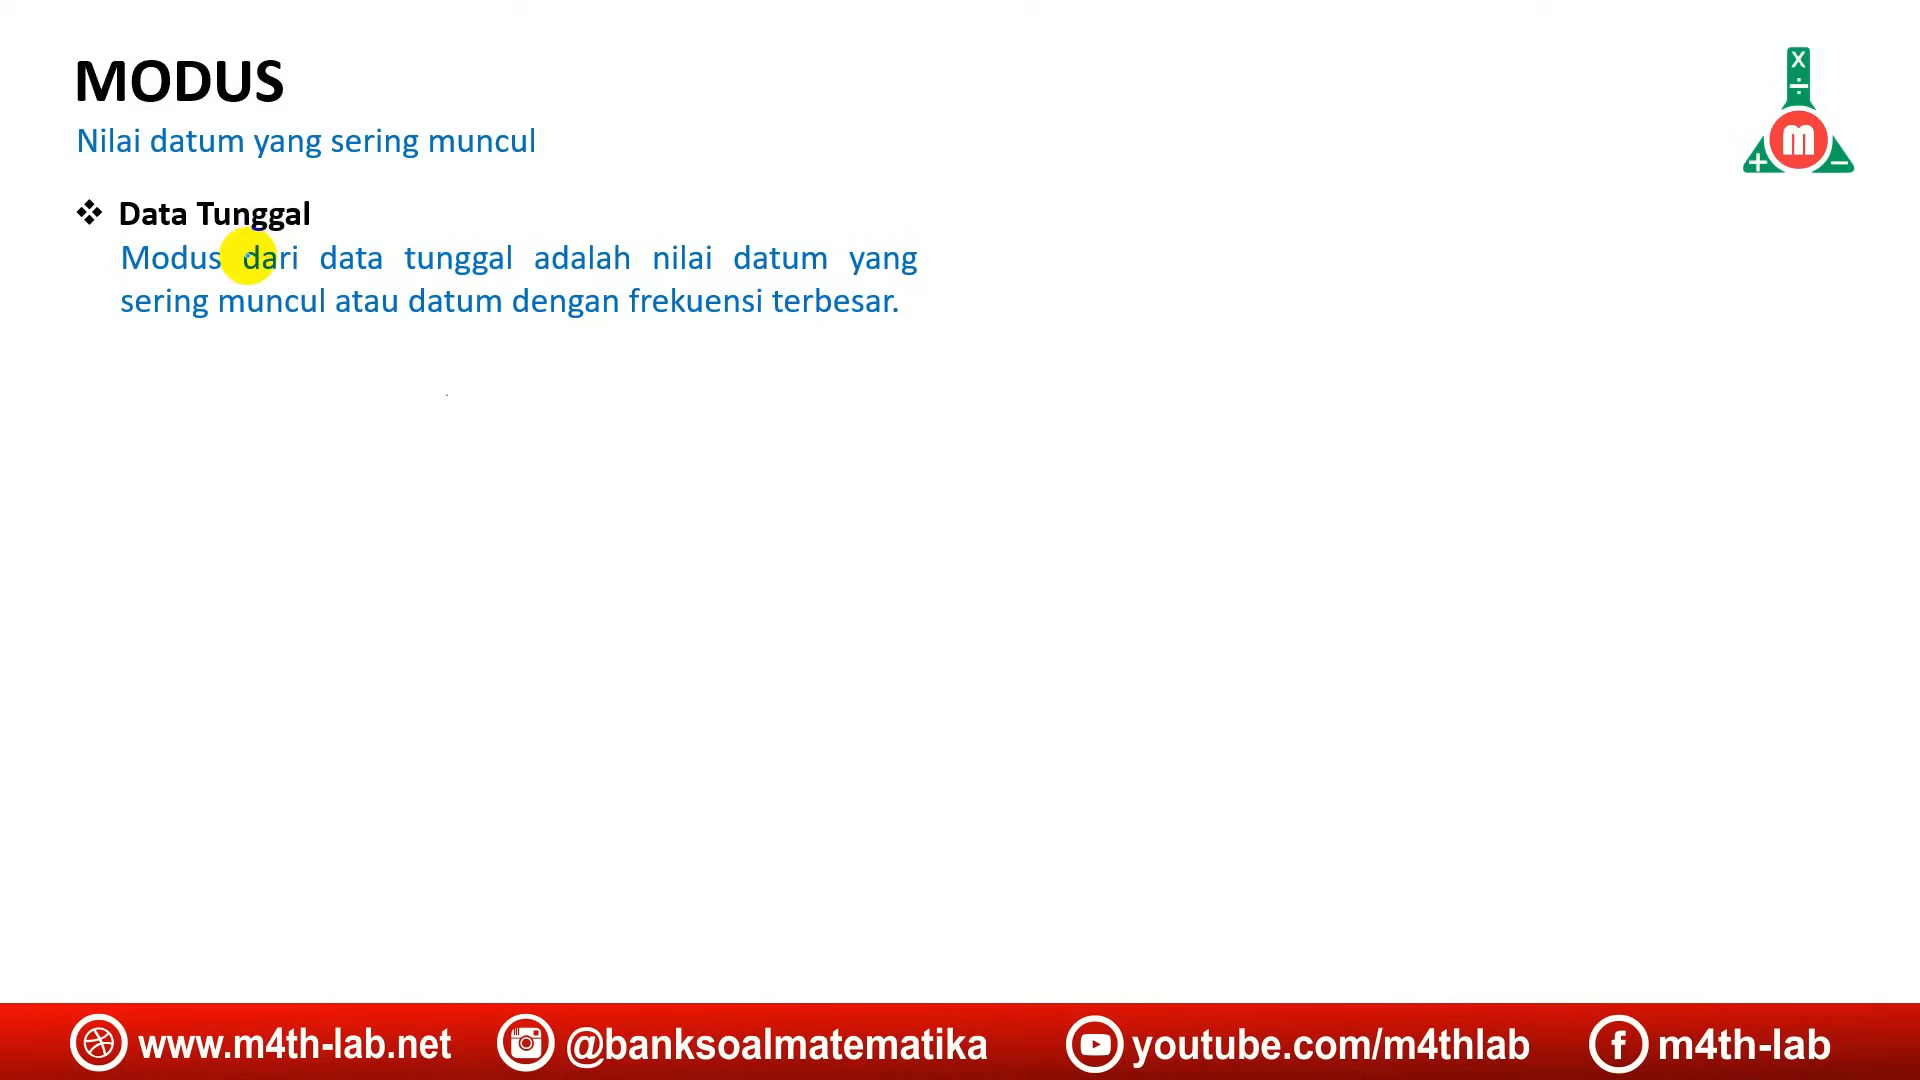 MODUS
Nilai datum yang sering muncul
❖ Data Tunggal
Modus dari data tunggal adalah nilai datum yang
sering muncul atau datum dengan frekuensi terbesar.
X
÷
m
+ −
www.m4th-lab.net @banksoalmatematika youtube.com/m4thlab f m4th-lab